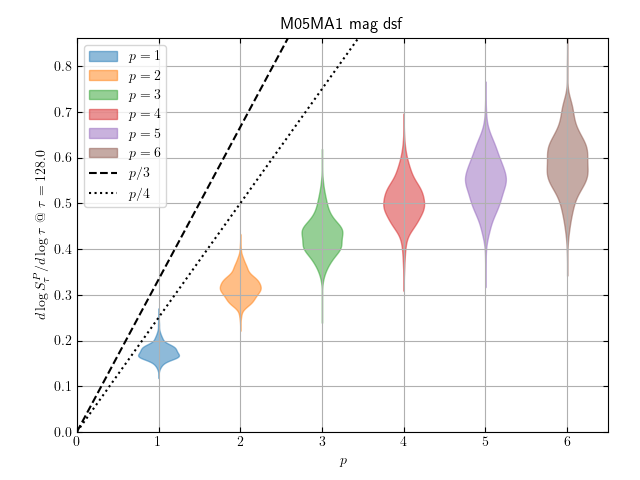 M05MA1 mag dsf
d log S_τ^P / d log τ @ τ = 128.0
0.8
0.7
0.6
0.5
0.4
0.3
0.2
0.1
0.0
p = 1
p = 2
p = 3
p = 4
p = 5
p = 6
p/3
p/4
0 1 2 3 4 5 6
p